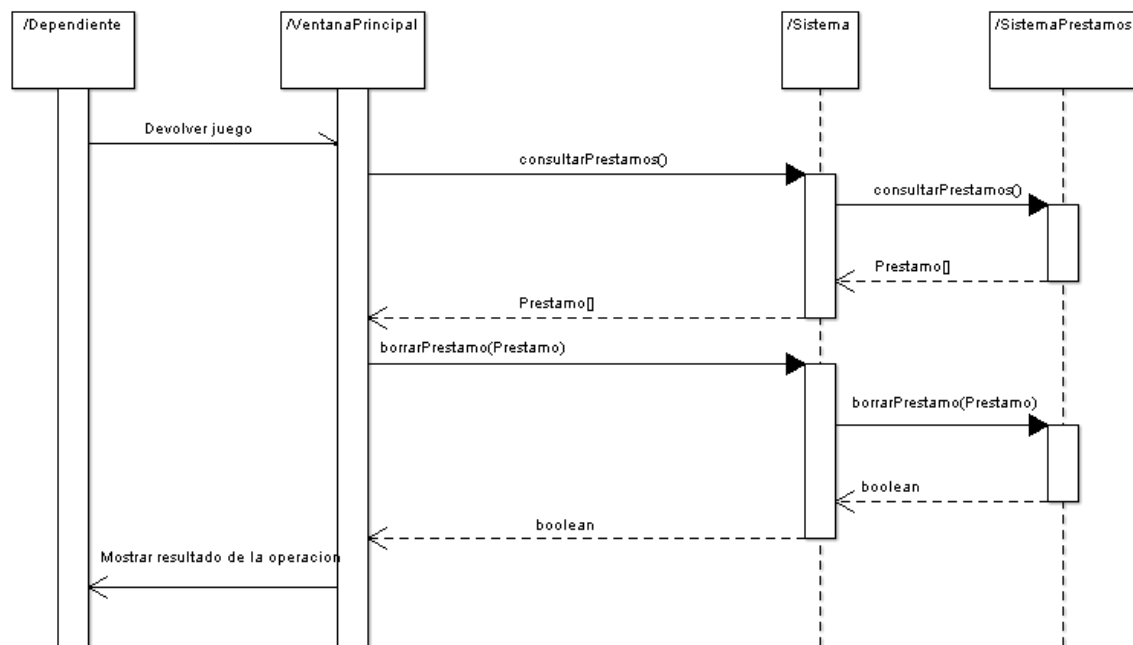 /Dependiente
/VentanaPrincipal
/Sistema
/SistemaPrestamos
Devolver juego
consultarPrestamos()
consultarPrestamos()
Prestamo[]
Prestamo[]
borrarPrestamo(Prestamo)
borrarPrestamo(Prestamo)
boolean
boolean
Mostrar resultado de la operacion